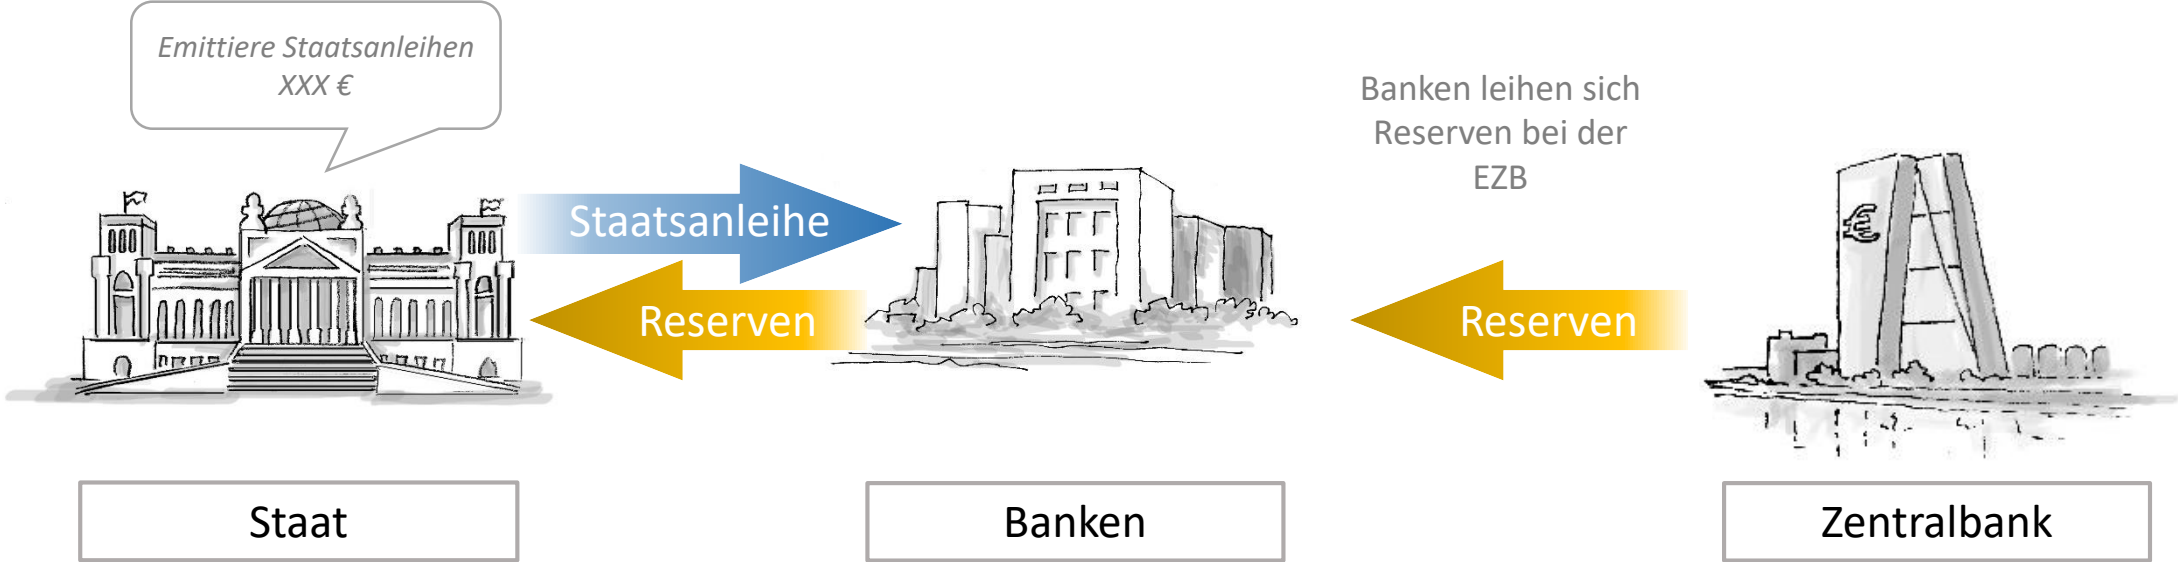 Emittiere Staatsanleihen
XXX €
Banken leihen sich
Reserven bei der
EZB
Staatsanleihe
€
Reserven
Reserven
Staat
Banken
Zentralbank